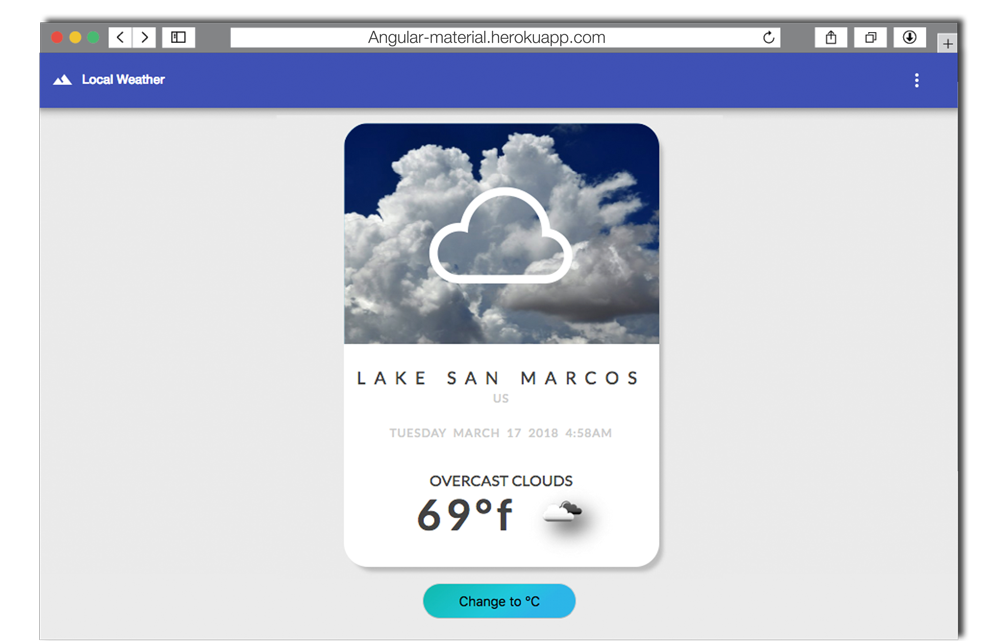 Angular-material.herokuapp.com
Local Weather
LAKE SAN MARCOS
US
TUESDAY MARCH 17 2018 4:58AM
OVERCAST CLOUDS
69°f
Change to °C